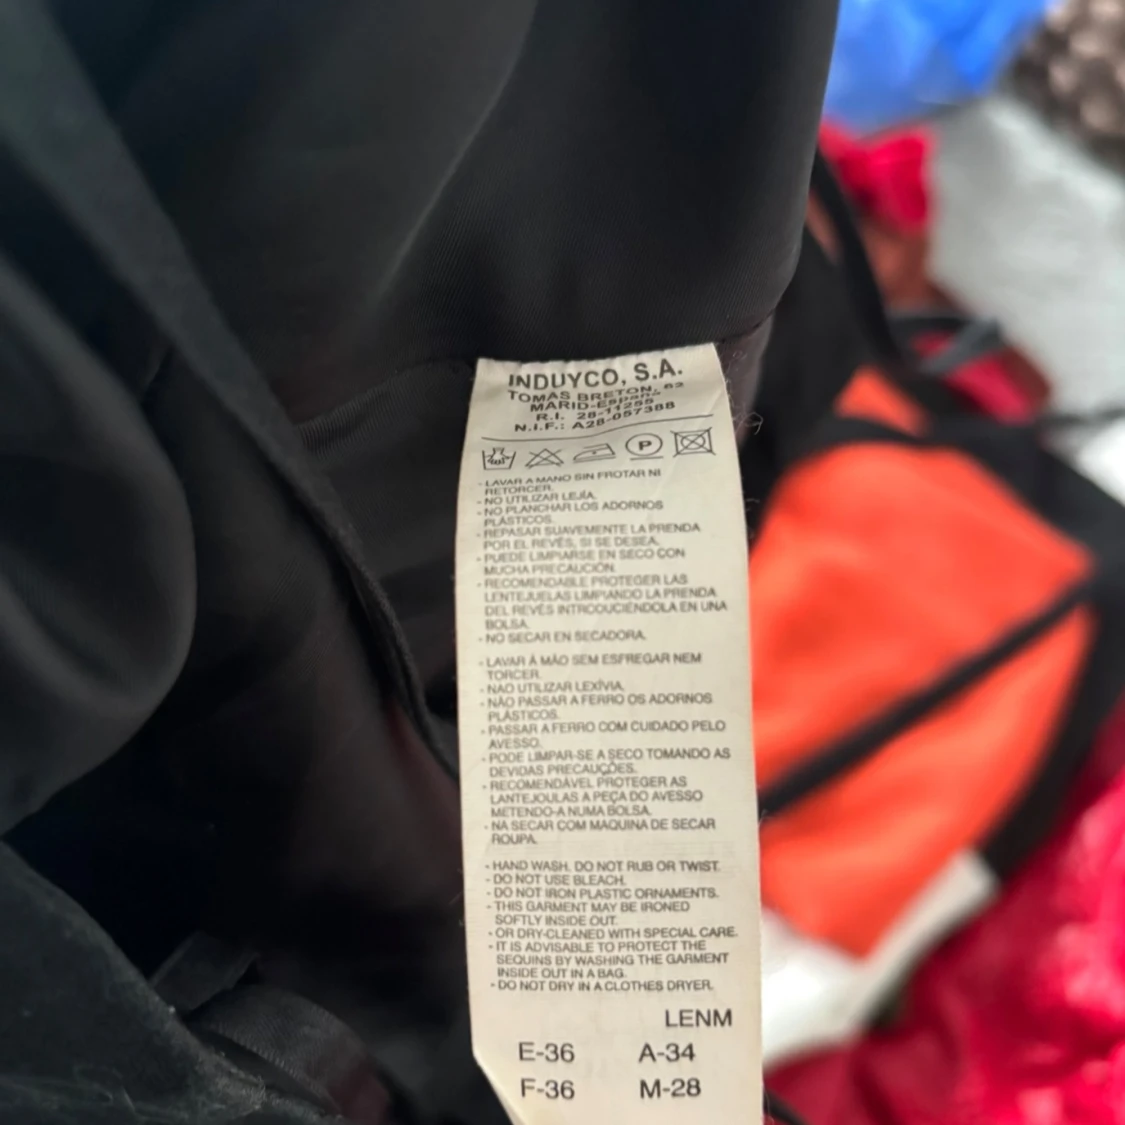 INDUYCO, S.A.
TOMAS BRETON, 62
MARID-España
R.I. 28-11255
N.I.F.: A28-057388
P
- LAVAR A MANO SIN FROTAR NI
RETORCER.
- NO UTILIZAR LEJÍA.
- NO PLANCHAR LOS ADORNOS
PLÁSTICOS.
- REPASAR SUAVEMENTE LA PRENDA
POR EL REVÉS, SI SE DESEA.
- PUEDE LIMPIARSE EN SECO CON
MUCHA PRECAUCIÓN.
- RECOMENDABLE PROTEGER LAS
LENTEJUELAS LIMPIANDO LA PRENDA
DEL REVÉS INTRODUCIÉNDOLA EN UNA
BOLSA.
- NO SECAR EN SECADORA.
- LAVAR À MÃO SEM ESFREGAR NEM
TORCER.
- NAO UTILIZAR LEXÍVIA.
- NÃO PASSAR A FERRO OS ADORNOS
PLÁSTICOS.
- PASSAR A FERRO COM CUIDADO PELO
AVESSO.
- PODE LIMPAR-SE A SECO TOMANDO AS
DEVIDAS PRECAUÇÕES.
- RECOMENDÁVEL PROTEGER AS
LANTEJOULAS A PEÇA DO AVESSO
METENDO-A NUMA BOLSA.
- NA SECAR COM MAQUINA DE SECAR
ROUPA.
- HAND WASH. DO NOT RUB OR TWIST.
- DO NOT USE BLEACH.
- DO NOT IRON PLASTIC ORNAMENTS.
- THIS GARMENT MAY BE IRONED
SOFTLY INSIDE OUT.
- OR DRY-CLEANED WITH SPECIAL CARE.
- IT IS ADVISABLE TO PROTECT THE
SEQUINS BY WASHING THE GARMENT
INSIDE OUT IN A BAG.
- DO NOT DRY IN A CLOTHES DRYER.
LENM
E-36 A-34
F-36 M-28